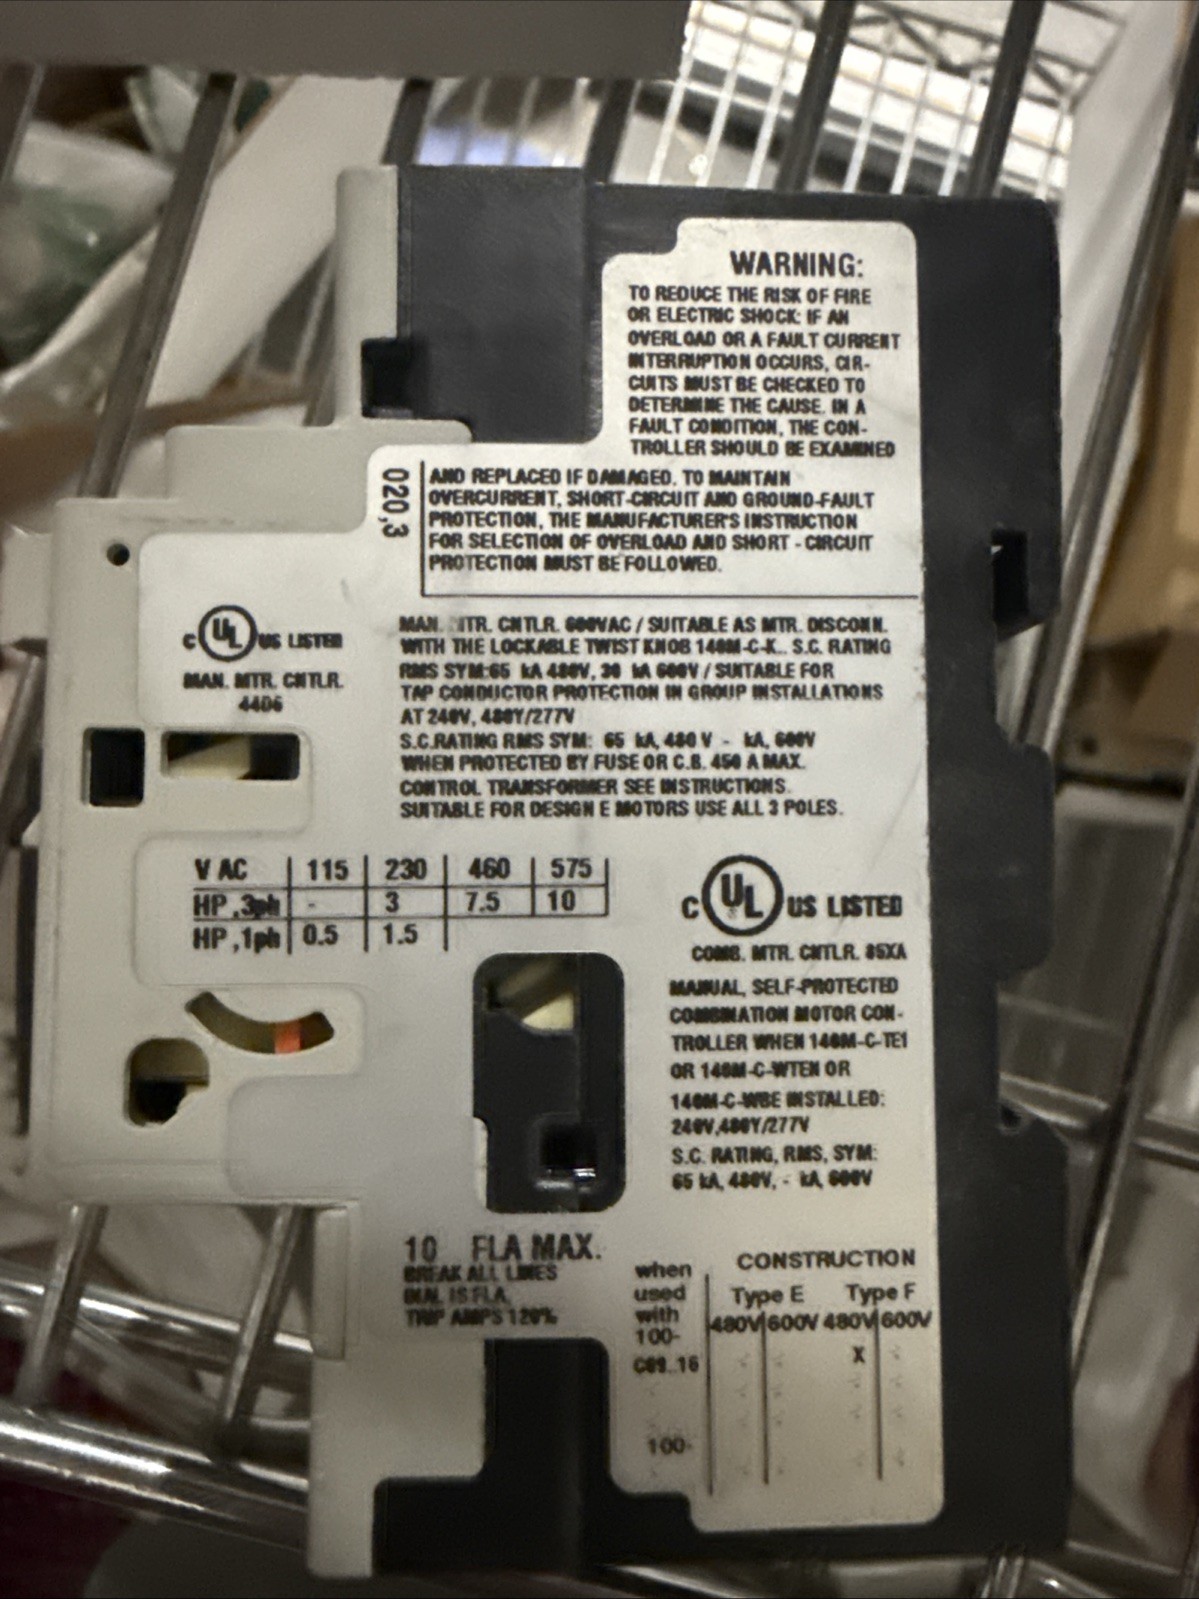 WARNING:
TO REDUCE THE RISK OF FIRE
OR ELECTRIC SHOCK: IF AN
OVERLOAD OR A FAULT CURRENT
INTERRUPTION OCCURS, CIR-
CUITS MUST BE CHECKED TO
DETERMINE THE CAUSE. IN A
FAULT CONDITION, THE CON-
TROLLER SHOULD BE EXAMINED
AND REPLACED IF DAMAGED. TO MAINTAIN
OVERCURRENT, SHORT-CIRCUIT AND GROUND-FAULT
PROTECTION, THE MANUFACTURER'S INSTRUCTION
FOR SELECTION OF OVERLOAD AND SHORT - CIRCUIT
PROTECTION MUST BE FOLLOWED.
020,3
C UL US LISTED
MAN. MTR. CNTLR.
44D6
MAN. TR. CNTLR. 600VAC / SUITABLE AS MTR. DISCONN.
WITH THE LOCKABLE TWIST KNOB 140M-C-K.. S.C. RATING
RMS SYM:65 kA 480V, 30 kA 600V / SUITABLE FOR
TAP CONDUCTOR PROTECTION IN GROUP INSTALLATIONS
AT 240V, 480Y/277V
S.C.RATING RMS SYM: 65 kA, 480 V - kA, 600V
WHEN PROTECTED BY FUSE OR C.B. 450 A MAX.
CONTROL TRANSFORMER SEE INSTRUCTIONS.
SUITABLE FOR DESIGN E MOTORS USE ALL 3 POLES.
V AC 115 230 460 575
HP ,3ph - 3 7.5 10
HP ,1ph 0.5 1.5
C UL US LISTED
COMB. MTR. CNTLR. 85XA
MANUAL, SELF-PROTECTED
COMBINATION MOTOR CON-
TROLLER WHEN 140M-C-TE1
OR 140M-C-WTEN OR
140M-C-WBE INSTALLED:
240V,480Y/277V
S.C. RATING, RMS, SYM:
65 kA, 480V, - kA, 600V
10 FLA MAX.
BREAK ALL LINES
DIAL IS FLA,
TRIP AMPS 120%
when
used
with
100-
CONSTRUCTION
Type E Type F
480V 600V 480V 600V
C09..16 X
100-